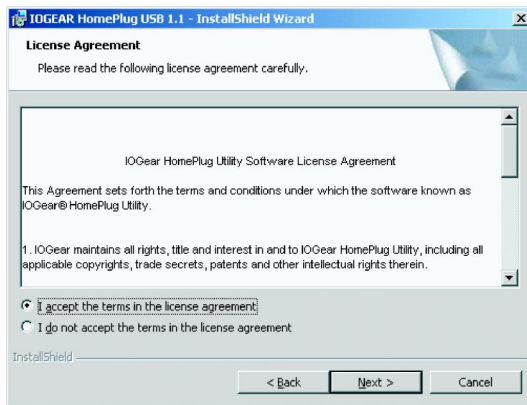 IOGEAR HomePlug USB 1.1 - InstallShield Wizard
License Agreement
Please read the following license agreement carefully.
IOGear HomePlug Utility Software License Agreement
This Agreement sets forth the terms and conditions under which the software known as
IOGear® HomePlug Utility.
1. IOGear maintains all rights, title and interest in and to IOGear HomePlug Utility, including all
applicable copyrights, trade secrets, patents and other intellectual rights therein.
I accept the terms in the license agreement
I do not accept the terms in the license agreement
InstallShield
< Back Next > Cancel